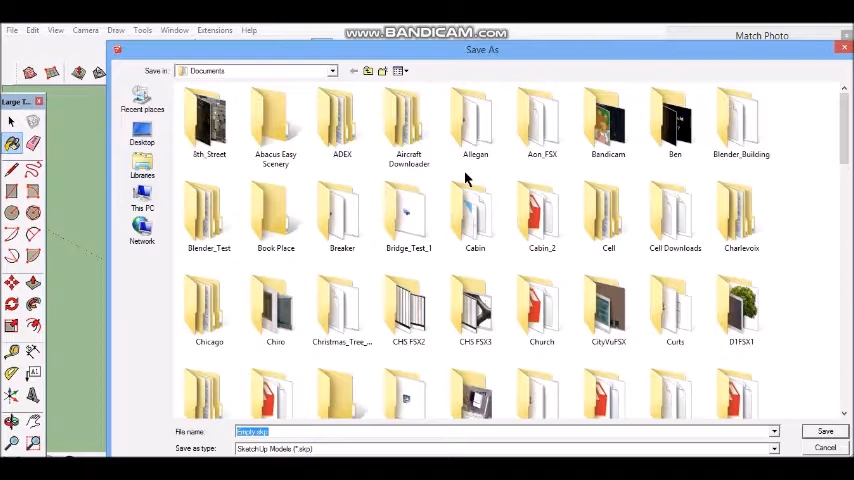 www.BANDICAM.com
File Edit View Camera Draw Tools Window Extensions Help
Match Photo
Save As
Save in: Documents
Large T...
Recent places
Desktop
Libraries
This PC
Network
8th_Street Abacus Easy Scenery ADEX Aircraft Downloader Allegan Aon_FSX Bandicam Ben Blender_Building
Blender_Test Book Place Breaker Bridge_Test_1 Cabin Cabin_2 Cell Cell Downloads Charlevoix
Chicago Chiro Christmas_Tree_... CHS FSX2 CHS FSX3 Church CityVuFSX Curts D1FSX1
File name: Empty.skp Save
Save as type: SketchUp Models (*.skp) Cancel